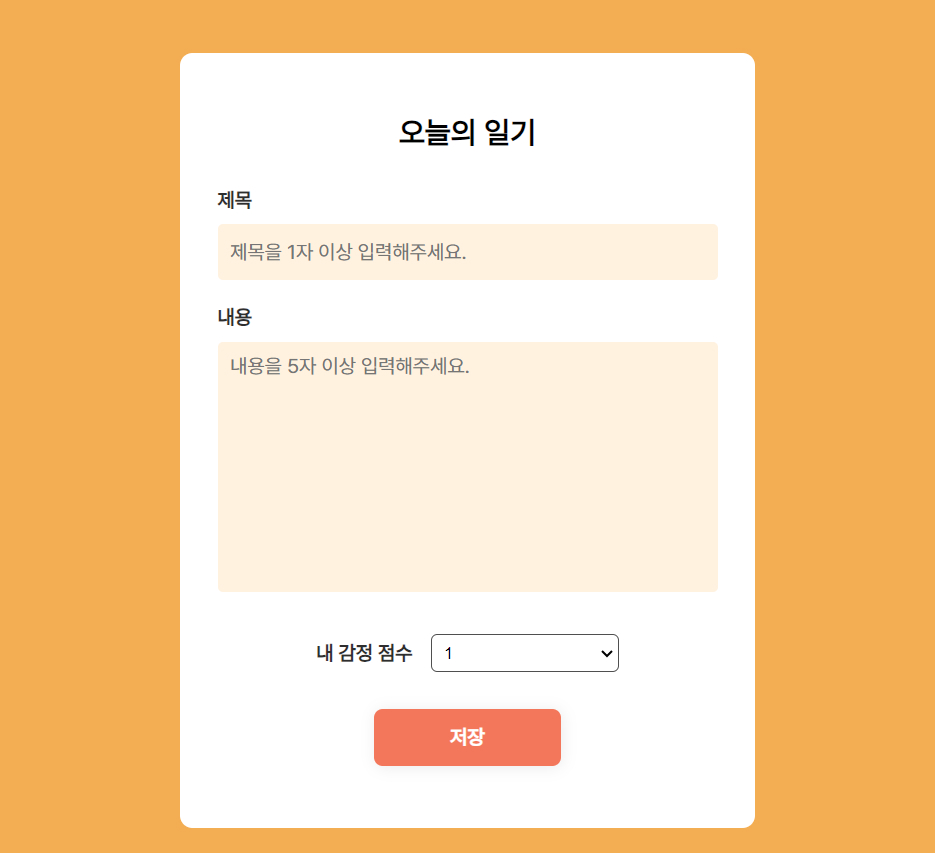 오늘의 일기
제목
제목을 1자 이상 입력해주세요.
내용
내용을 5자 이상 입력해주세요.
내 감정 점수 1
저장